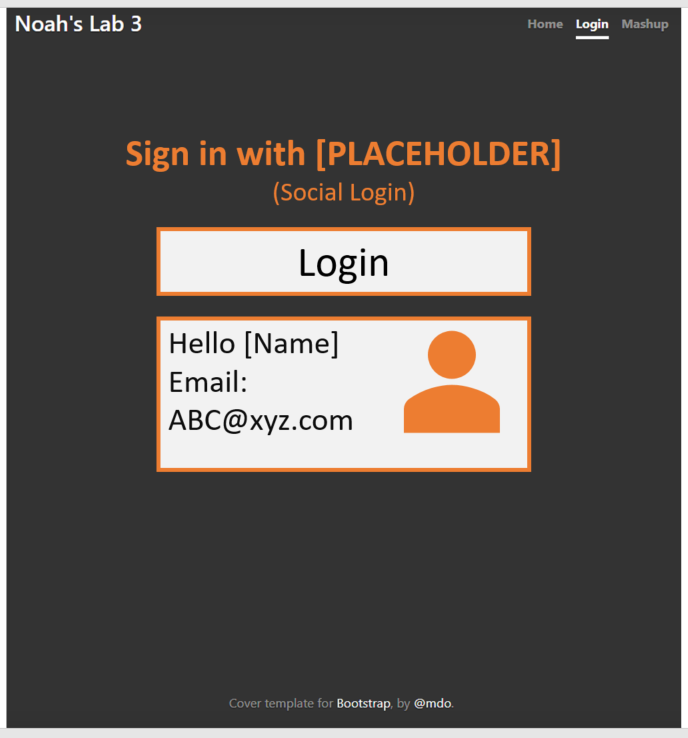 Noah's Lab 3
Home Login Mashup
Sign in with [PLACEHOLDER]
(Social Login)
Login
Hello [Name]
Email:
ABC@xyz.com
Cover template for Bootstrap, by @mdo.